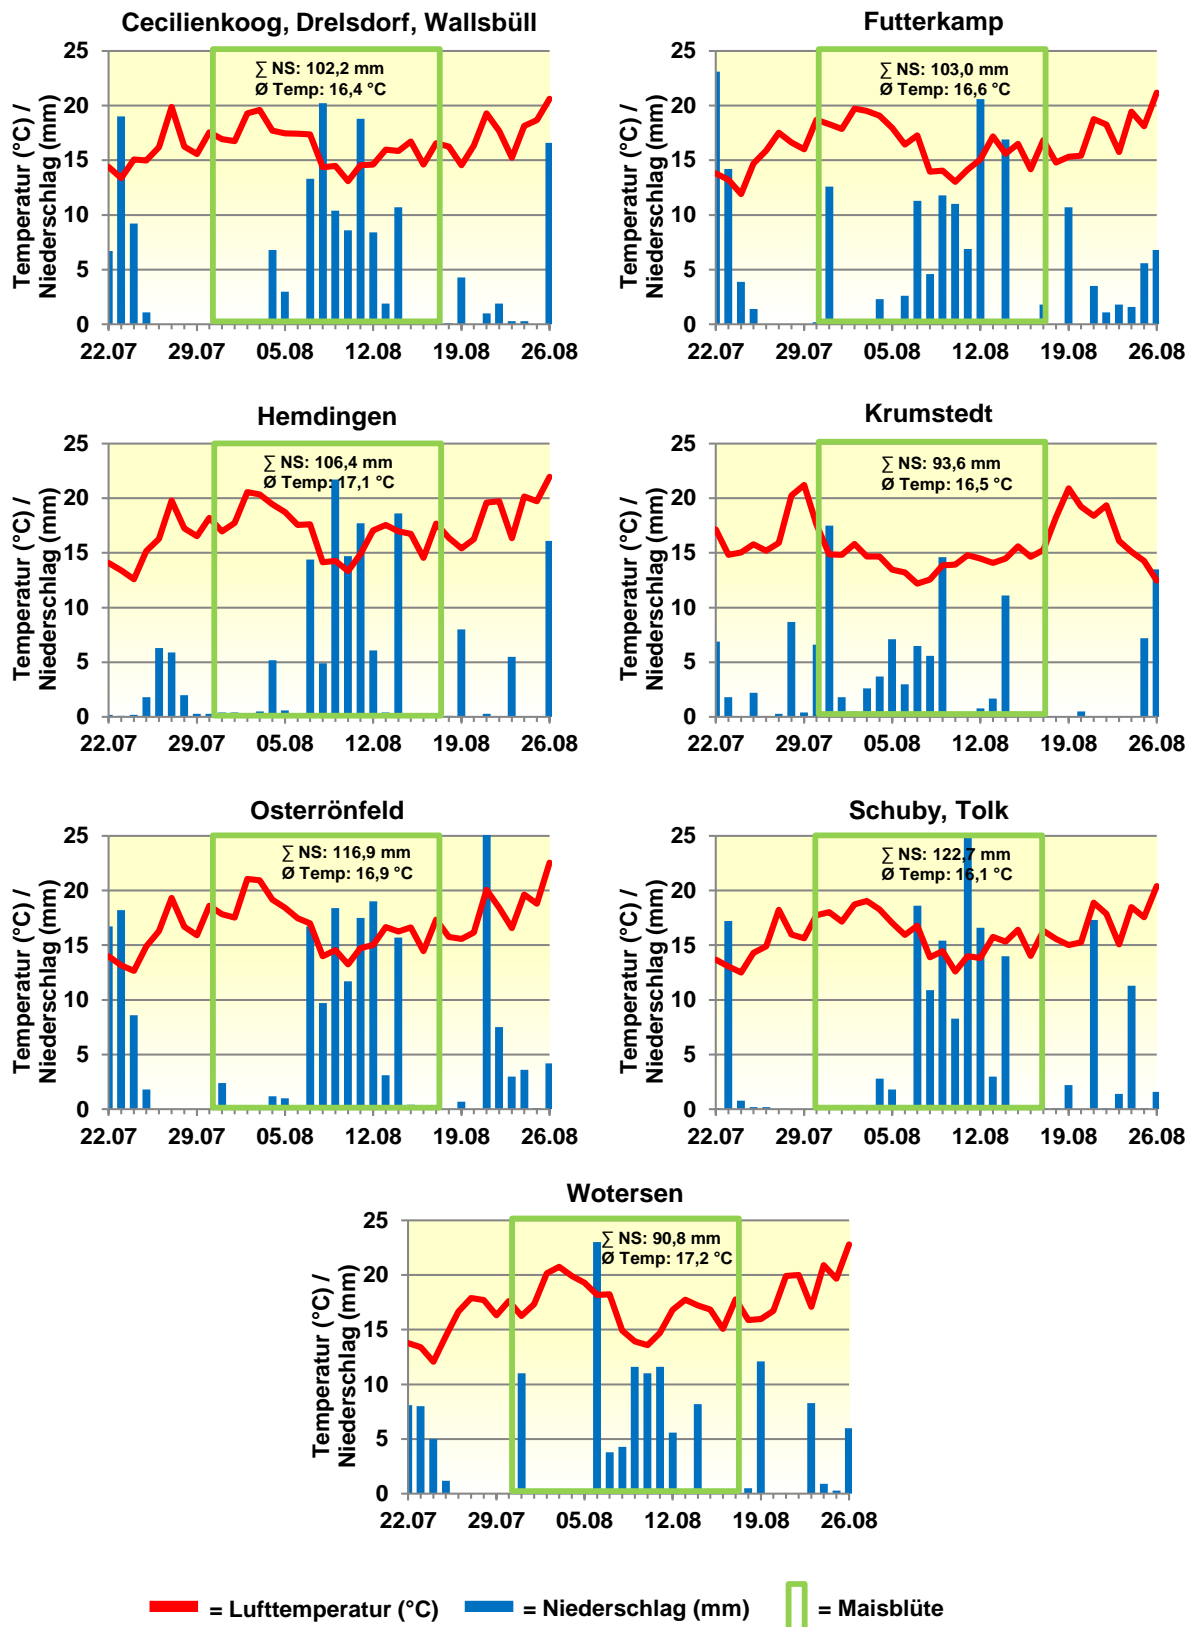 Cecilienkoog, Drelsdorf, Wallsbüll
∑ NS: 102,2 mm
Ø Temp: 16,4 °C
Temperatur (°C) /
Niederschlag (mm)
25
20
15
10
5
0
22.07 29.07 05.08 12.08 19.08 26.08
Futterkamp
∑ NS: 103,0 mm
Ø Temp: 16,6 °C
Temperatur (°C) /
Niederschlag (mm)
25
20
15
10
5
0
22.07 29.07 05.08 12.08 19.08 26.08
Hemdingen
∑ NS: 106,4 mm
Ø Temp: 17,1 °C
Temperatur (°C) /
Niederschlag (mm)
25
20
15
10
5
0
22.07 29.07 05.08 12.08 19.08 26.08
Krumstedt
∑ NS: 93,6 mm
Ø Temp: 16,5 °C
Temperatur (°C) /
Niederschlag (mm)
25
20
15
10
5
0
22.07 29.07 05.08 12.08 19.08 26.08
Osterrönfeld
∑ NS: 116,9 mm
Ø Temp: 16,9 °C
Temperatur (°C) /
Niederschlag (mm)
25
20
15
10
5
0
22.07 29.07 05.08 12.08 19.08 26.08
Schuby, Tolk
∑ NS: 122,7 mm
Ø Temp: 16,1 °C
Temperatur (°C) /
Niederschlag (mm)
25
20
15
10
5
0
22.07 29.07 05.08 12.08 19.08 26.08
Wotersen
∑ NS: 90,8 mm
Ø Temp: 17,2 °C
Temperatur (°C) /
Niederschlag (mm)
25
20
15
10
5
0
22.07 29.07 05.08 12.08 19.08 26.08
= Lufttemperatur (°C) = Niederschlag (mm) = Maisblüte